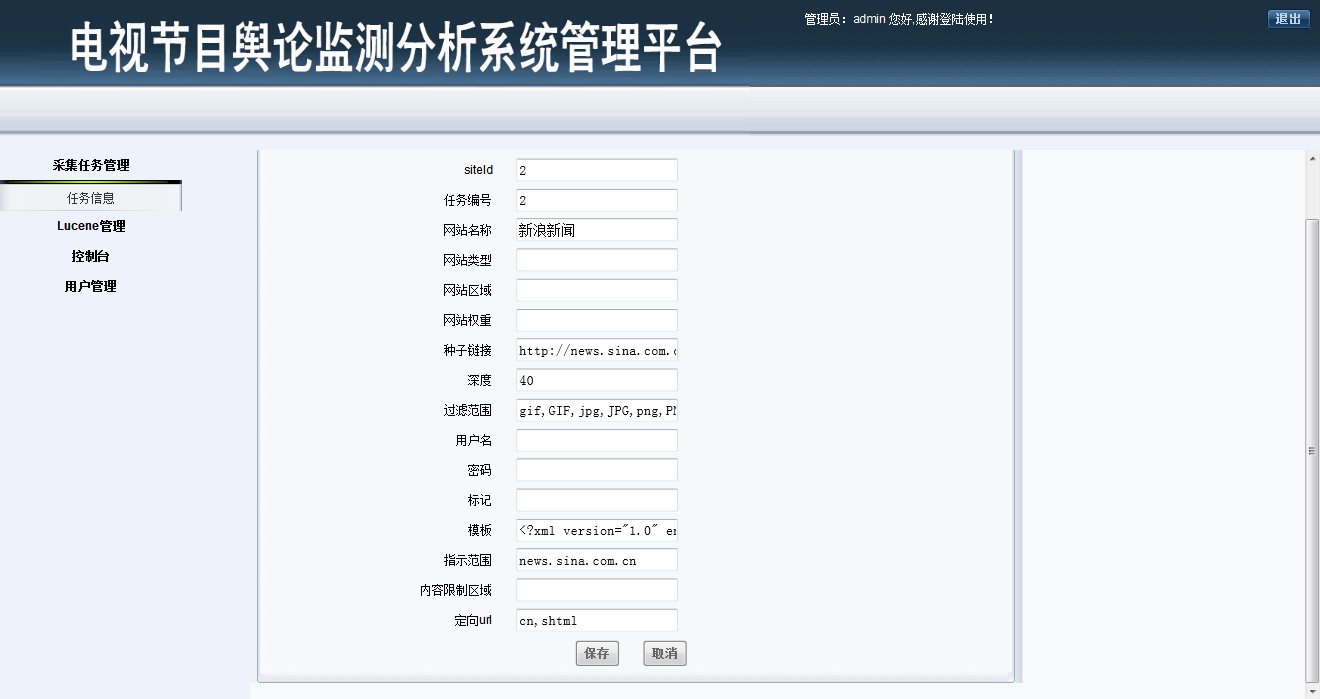 电视节目舆论监测分析系统管理平台
管理员：admin 您好,感谢登陆使用！
退出
采集任务管理
任务信息
Lucene管理
控制台
用户管理
siteId 2
任务编号 2
网站名称 新浪新闻
网站类型
网站区域
网站权重
种子链接 http://news.sina.com.c
深度 40
过滤范围 gif,GIF,jpg,JPG,png,PN
用户名
密码
标记
模板 <?xml version="1.0" en
指示范围 news.sina.com.cn
内容限制区域
定向url cn,shtml
保存 取消